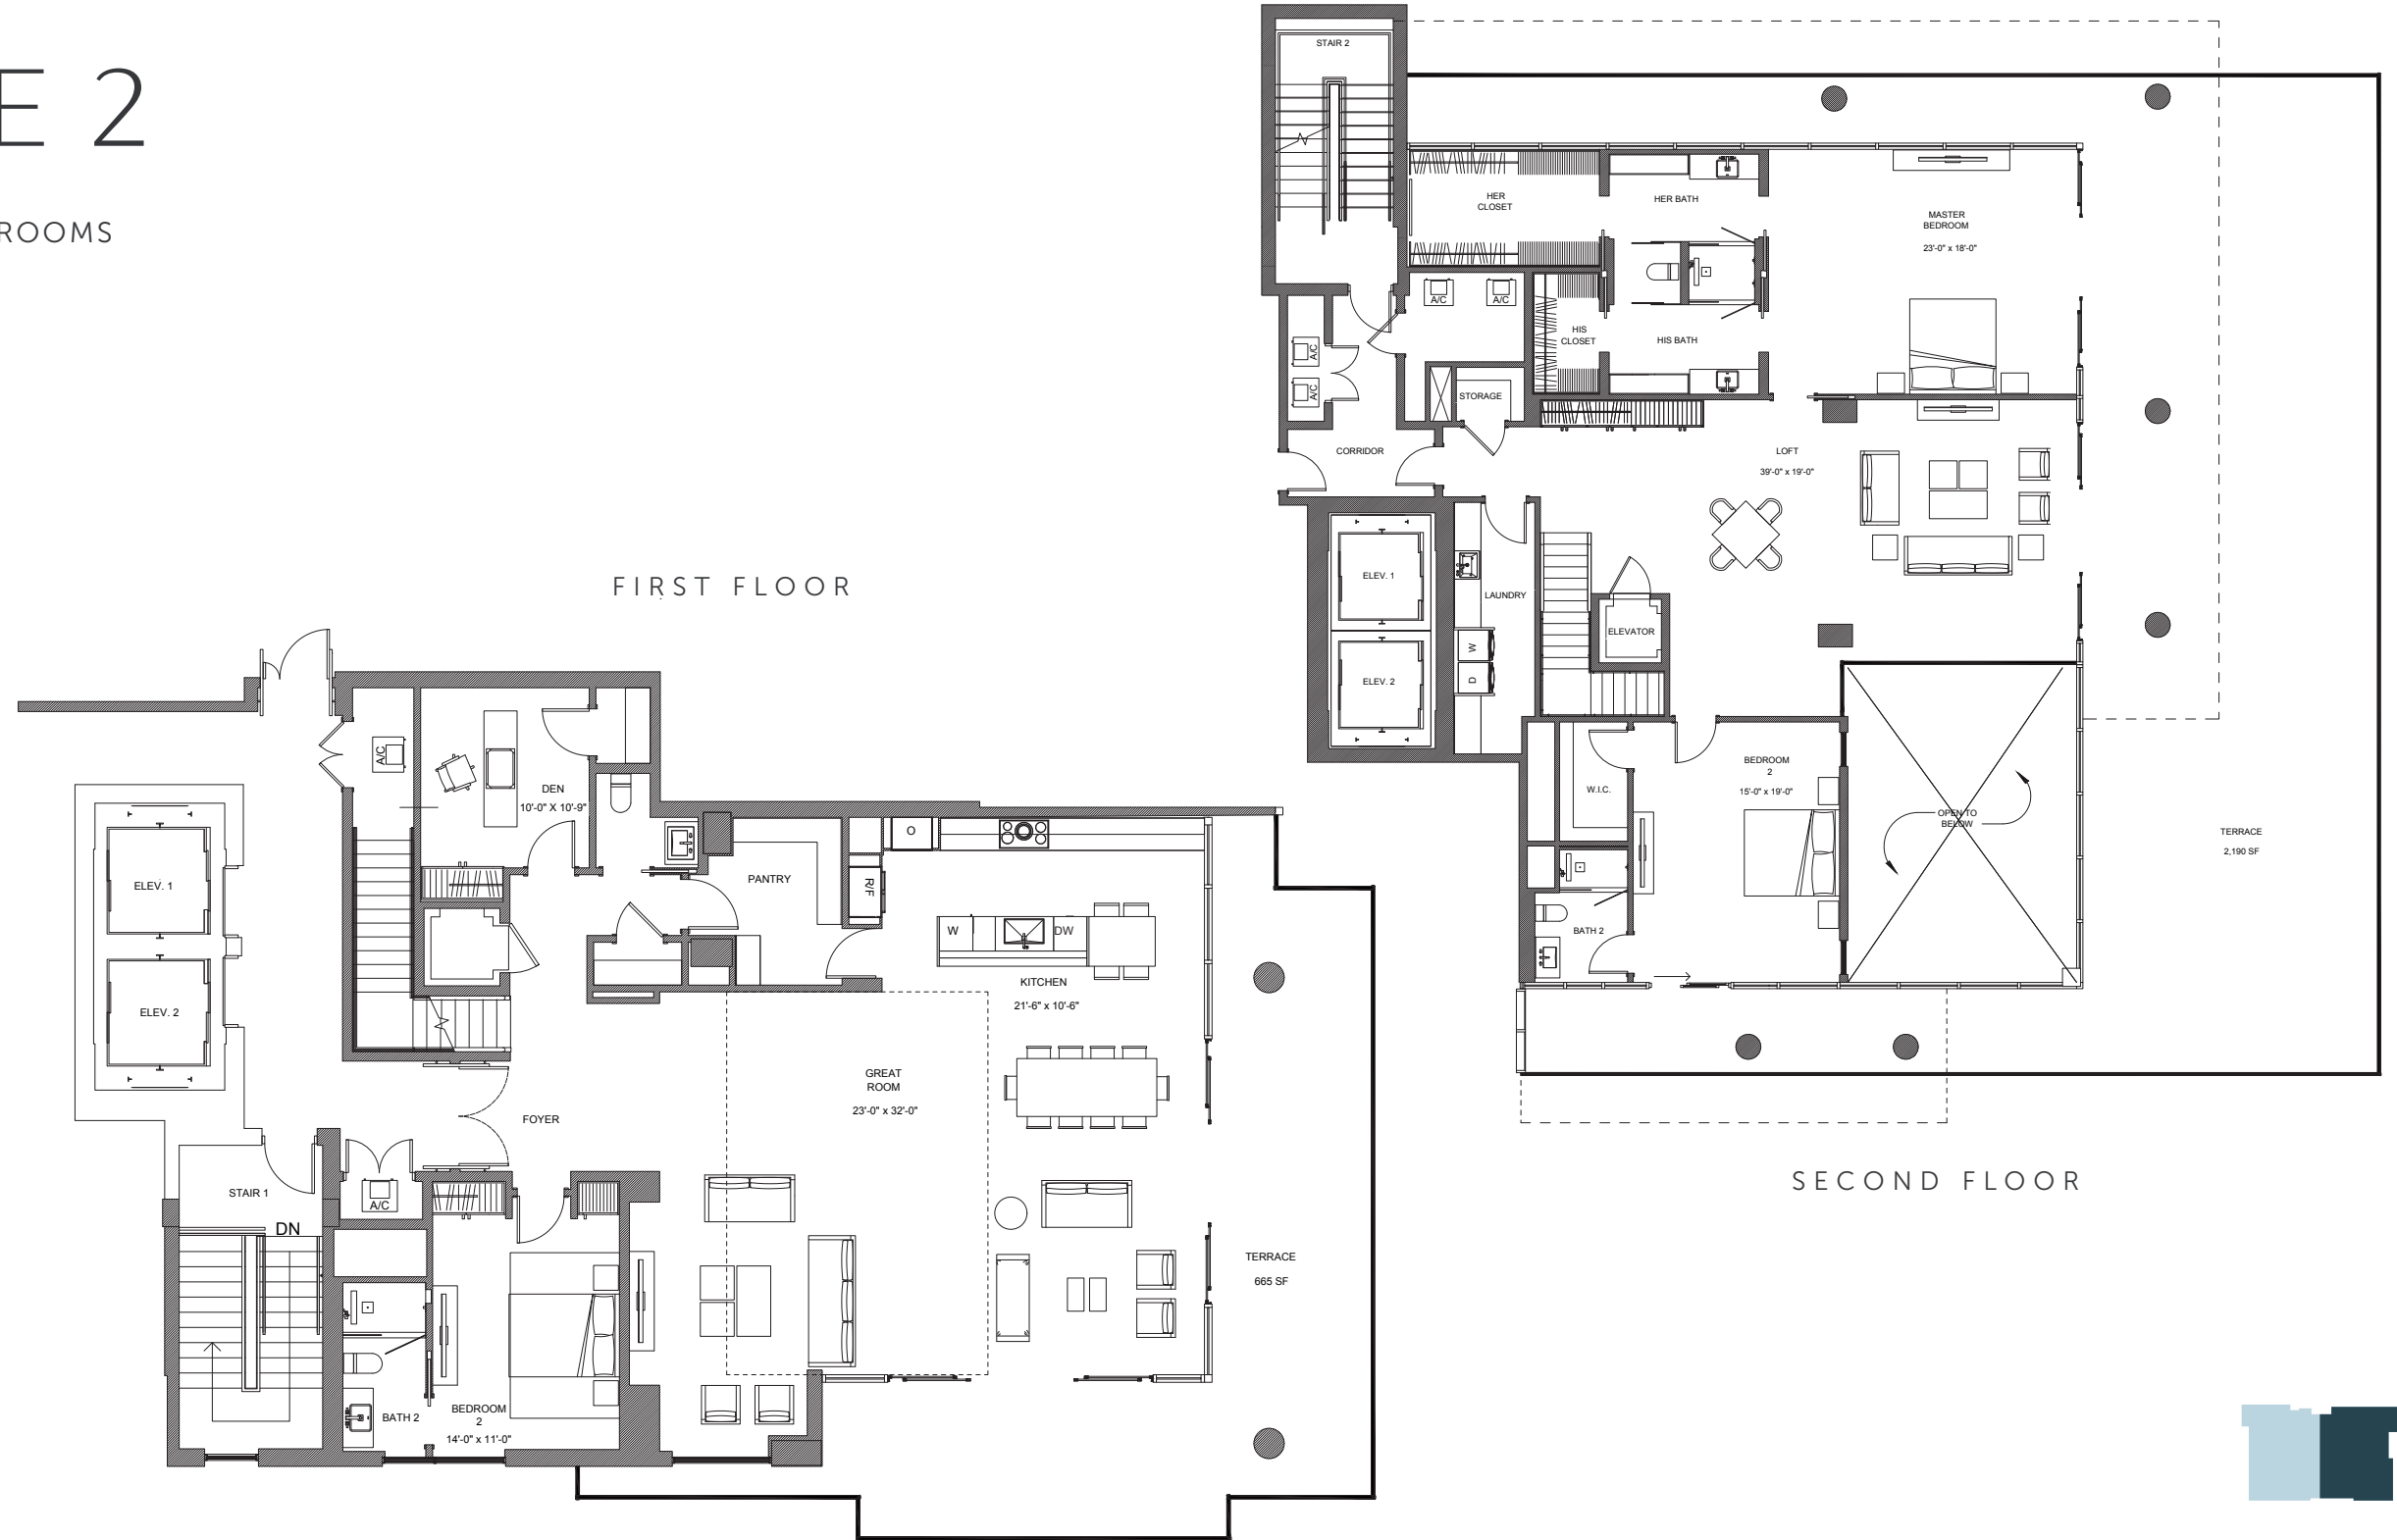 E 2
ROOMS
FIRST FLOOR
A/C
DEN
10'-0" X 10'-9"
ELEV. 1
ELEV. 2
PANTRY
O
R/F
W
DW
KITCHEN
21'-6" x 10'-6"
GREAT
ROOM
23'-0" x 32'-0"
FOYER
STAIR 1
DN
A/C
BATH 2
BEDROOM
2
14'-0" x 11'-0"
TERRACE
665 SF
STAIR 2
HER
CLOSET
HER BATH
MASTER
BEDROOM
23'-0" x 18'-0"
A/C
A/C
A/C
A/C
HIS
CLOSET
HIS BATH
STORAGE
CORRIDOR
LOFT
39'-0" x 19'-0"
ELEV. 1
ELEV. 2
LAUNDRY
W
D
ELEVATOR
W.I.C.
BEDROOM
2
15'-0" x 19'-0"
OPEN TO
BELOW
BATH 2
TERRACE
2,190 SF
SECOND FLOOR